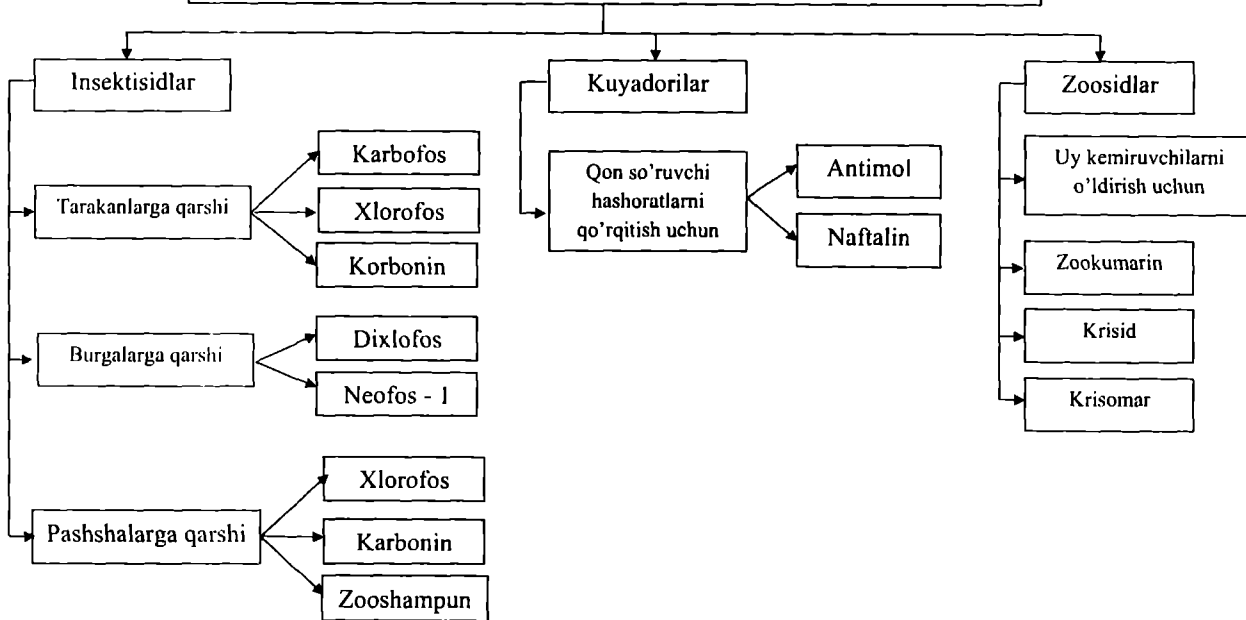 Insektisidlar
Kuyadorilar
Zoosidlar
Tarakanlarga qarshi
Karbofos
Xlorofos
Korbonin
Burgalarga qarshi
Dixlofos
Neofos - 1
Pashshalarga qarshi
Xlorofos
Karbonin
Zooshampun
Qon so'ruvchi
hashoratlarni
qo'rqitish uchun
Antimol
Naftalin
Uy kemiruvchilarni
o'ldirish uchun
Zookumarin
Krisid
Krisomar